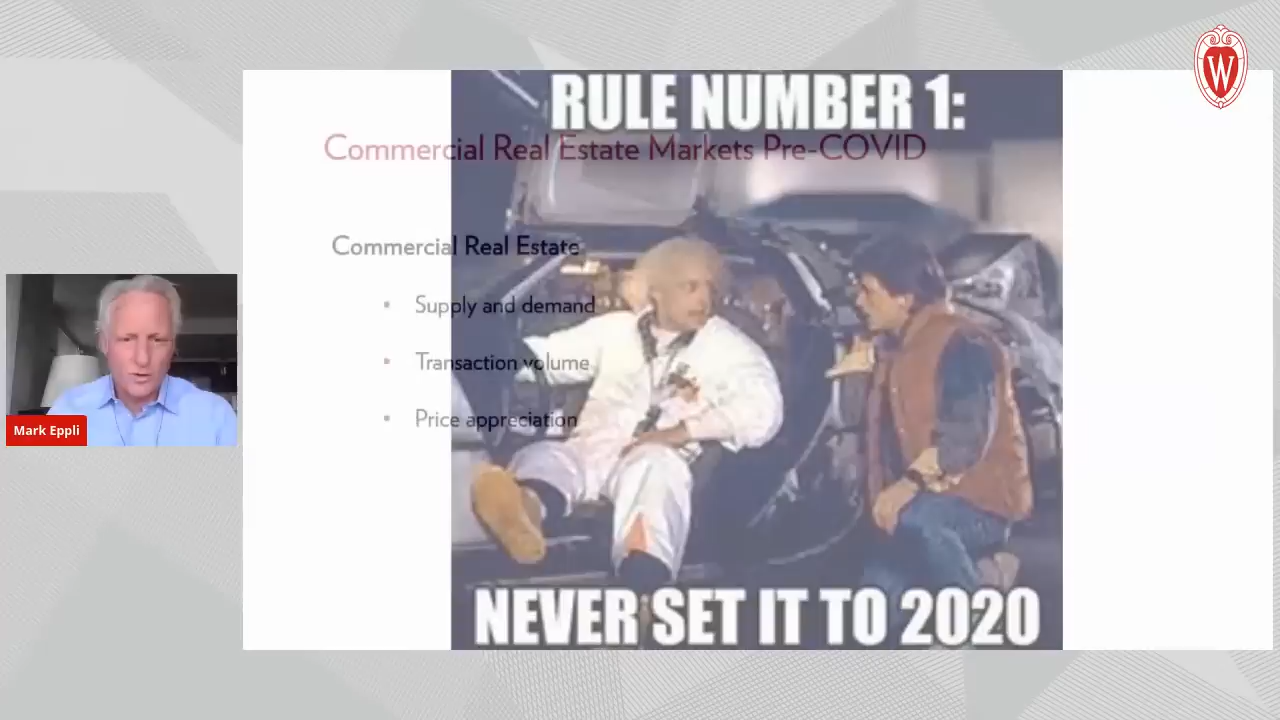 W
RULE NUMBER 1:
Commercial Real Estate Markets Pre-COVID
Commercial Real Estate
• Supply and demand
• Transaction volume
• Price appreciation
Mark Eppli
NEVER SET IT TO 2020